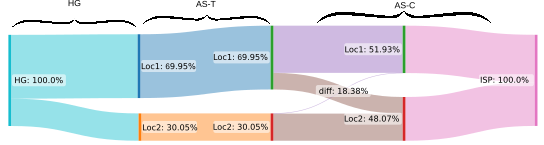 HG
AS-T
AS-C
HG: 100.0%
Loc1: 69.95%
Loc1: 69.95%
Loc1: 51.93%
diff: 18.38%
ISP: 100.0%
Loc2: 30.05%
Loc2: 30.05%
Loc2: 48.07%